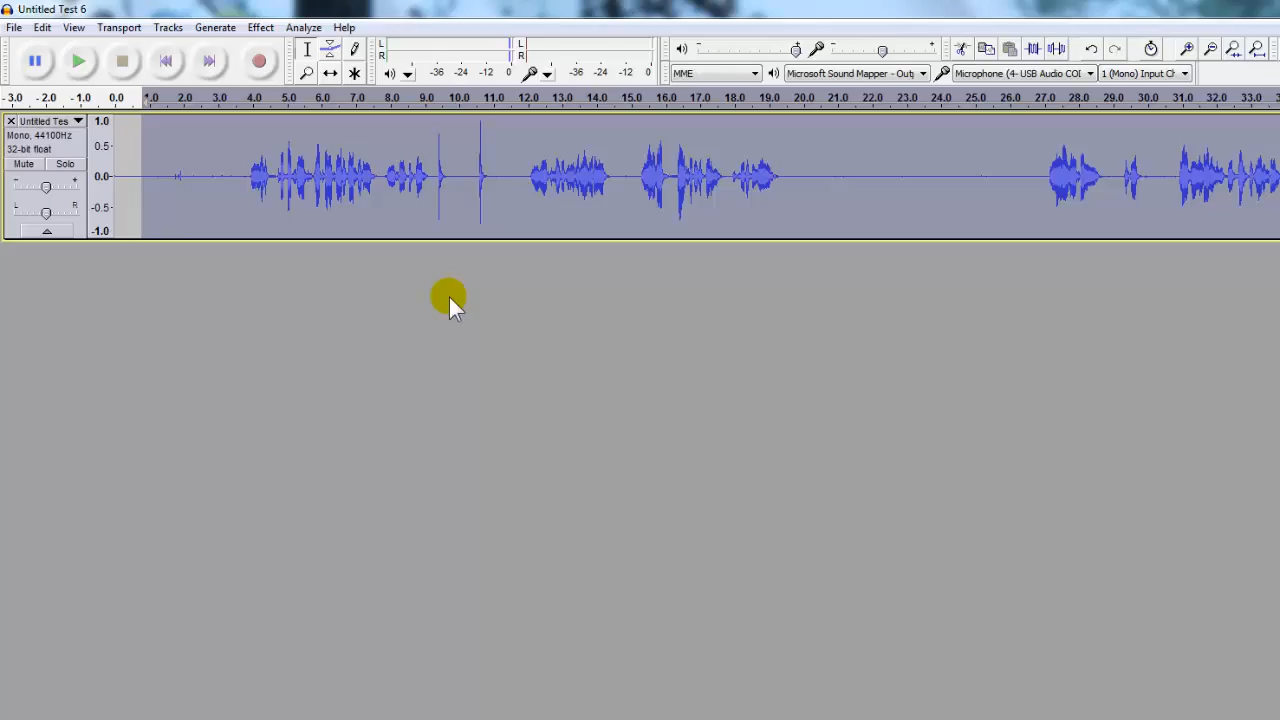 Untitled Test 6
File Edit View Transport Tracks Generate Effect Analyze Help
L L
R R
-36 -24 -12 0 -36 -24 -12 0
MME Microsoft Sound Mapper - Outp Microphone (4- USB Audio COI 1 (Mono) Input Ch
- 3.0 - 2.0 - 1.0 0.0 1.0 2.0 3.0 4.0 5.0 6.0 7.0 8.0 9.0 10.0 11.0 12.0 13.0 14.0 15.0 16.0 17.0 18.0 19.0 20.0 21.0 22.0 23.0 24.0 25.0 26.0 27.0 28.0 29.0 30.0 31.0 32.0 33.0
Untitled Tes 1.0
Mono, 44100Hz
32-bit float 0.5
Mute Solo
- + 0.0
L R -0.5
-1.0